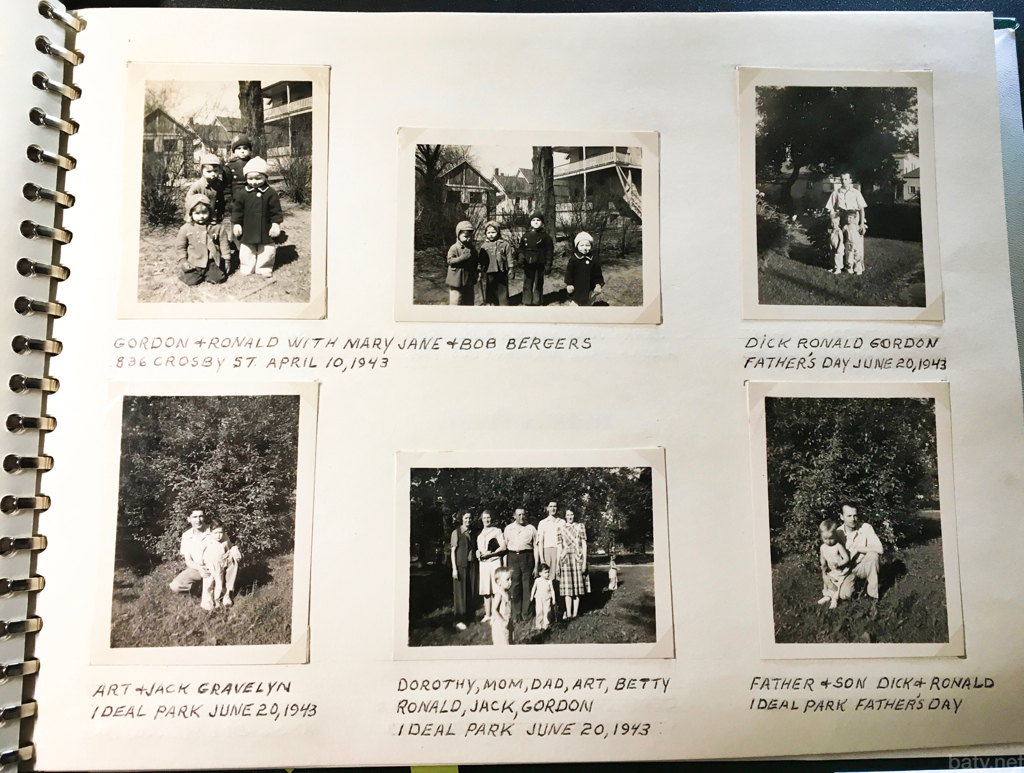 GORDON + RONALD WITH MARY JANE + BOB BERGERS
836 CROSBY ST. APRIL 10, 1943
DICK RONALD GORDON
FATHER'S DAY JUNE 20, 1943
ART + JACK GRAVELYN
IDEAL PARK JUNE 20, 1943
DOROTHY, MOM, DAD, ART, BETTY
RONALD, JACK, GORDON
IDEAL PARK JUNE 20, 1943
FATHER + SON DICK + RONALD
IDEAL PARK FATHER'S DAY
batv.net